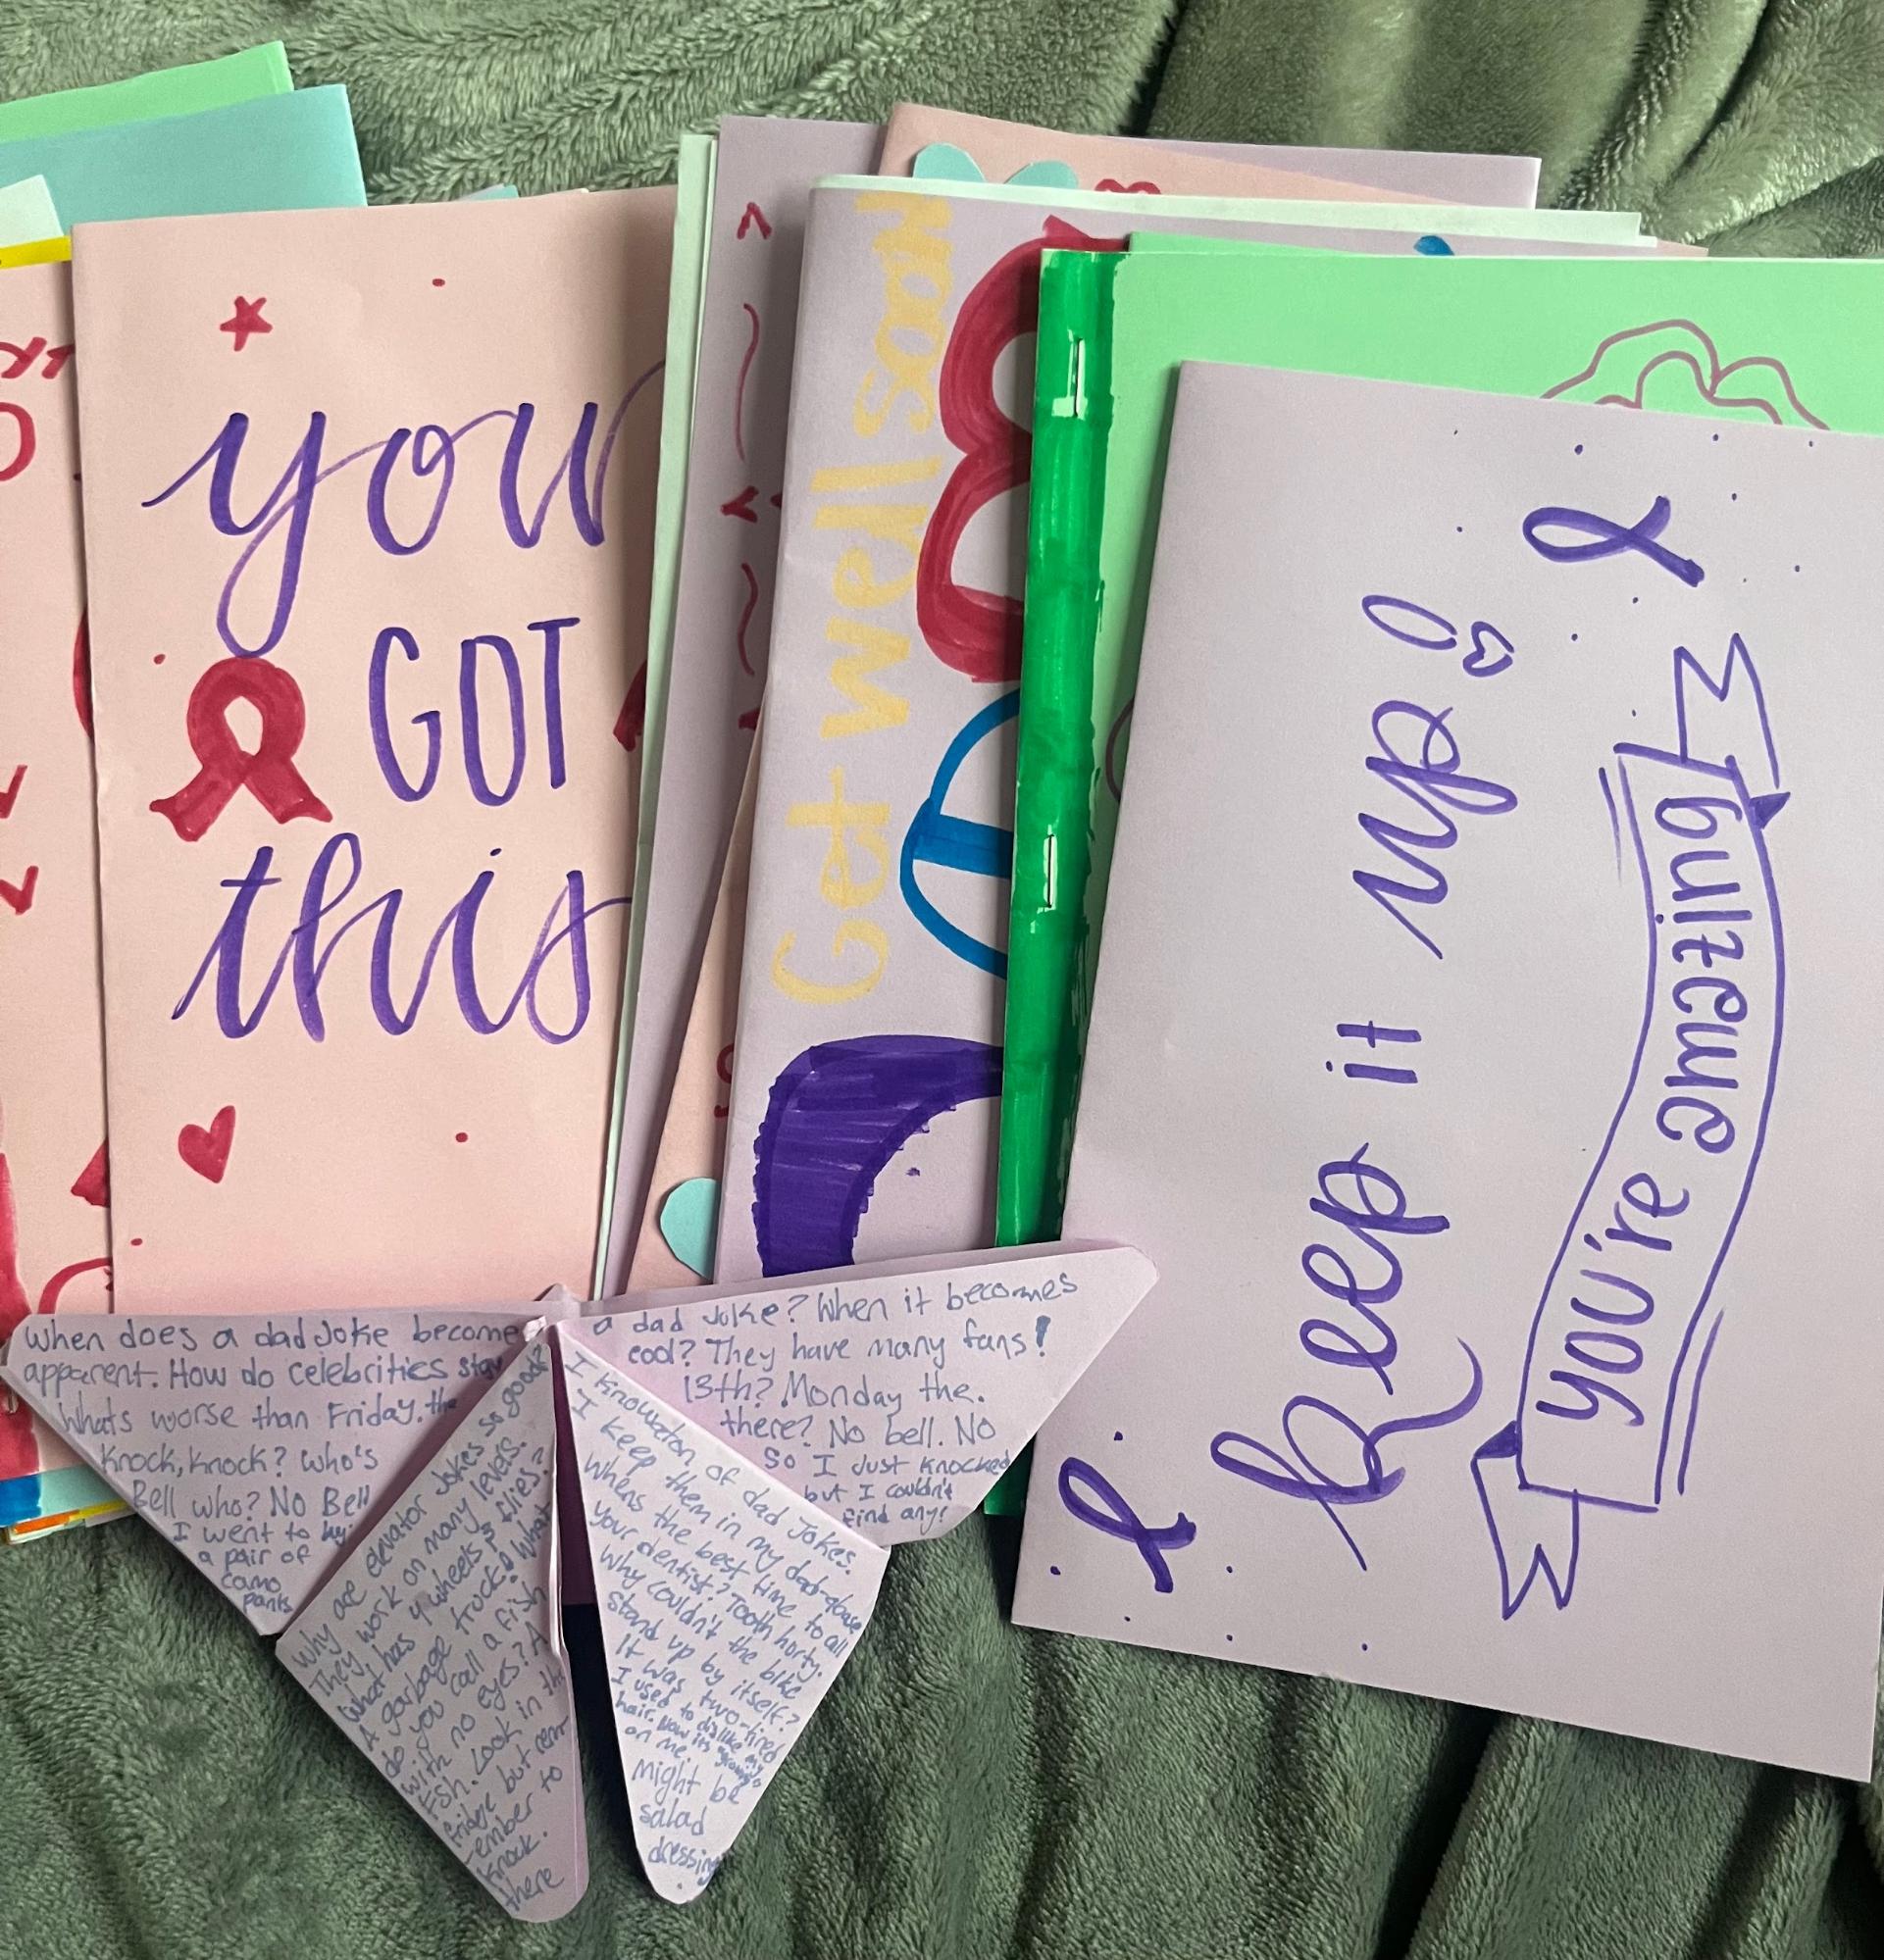 you
GOT
this
Get well soon
keep it up!
you're amazing
When does a dad joke become
apparent. How do celebrities stay
Whats worse than Friday. the
Knock, knock? Who's
Bell who? No Bell
I went to
a pair of
camo
pants
a dad joke? When it becomes
cool? They have many fans!
13th? Monday the.
there? No bell. No
So I Just knocked
but I couldn't
find any!
Why are elevator Jokes so good?
They work on many levels.
What has 4 wheels & flies?
A garbage truck! What
do you call a fish
with no eyes? A
fsh. Look in the
fridge but rem
-ember to
knock.
there
I know a ton of dad jokes.
I keep them in my dad-abase
Whens the best time to call
your dentist? Tooth hurty.
Why couldn't the bike
stand up by itself?
It was two-tired
I used to dislike my
hair. Now its "growing"
on me
might be
salad
dressing